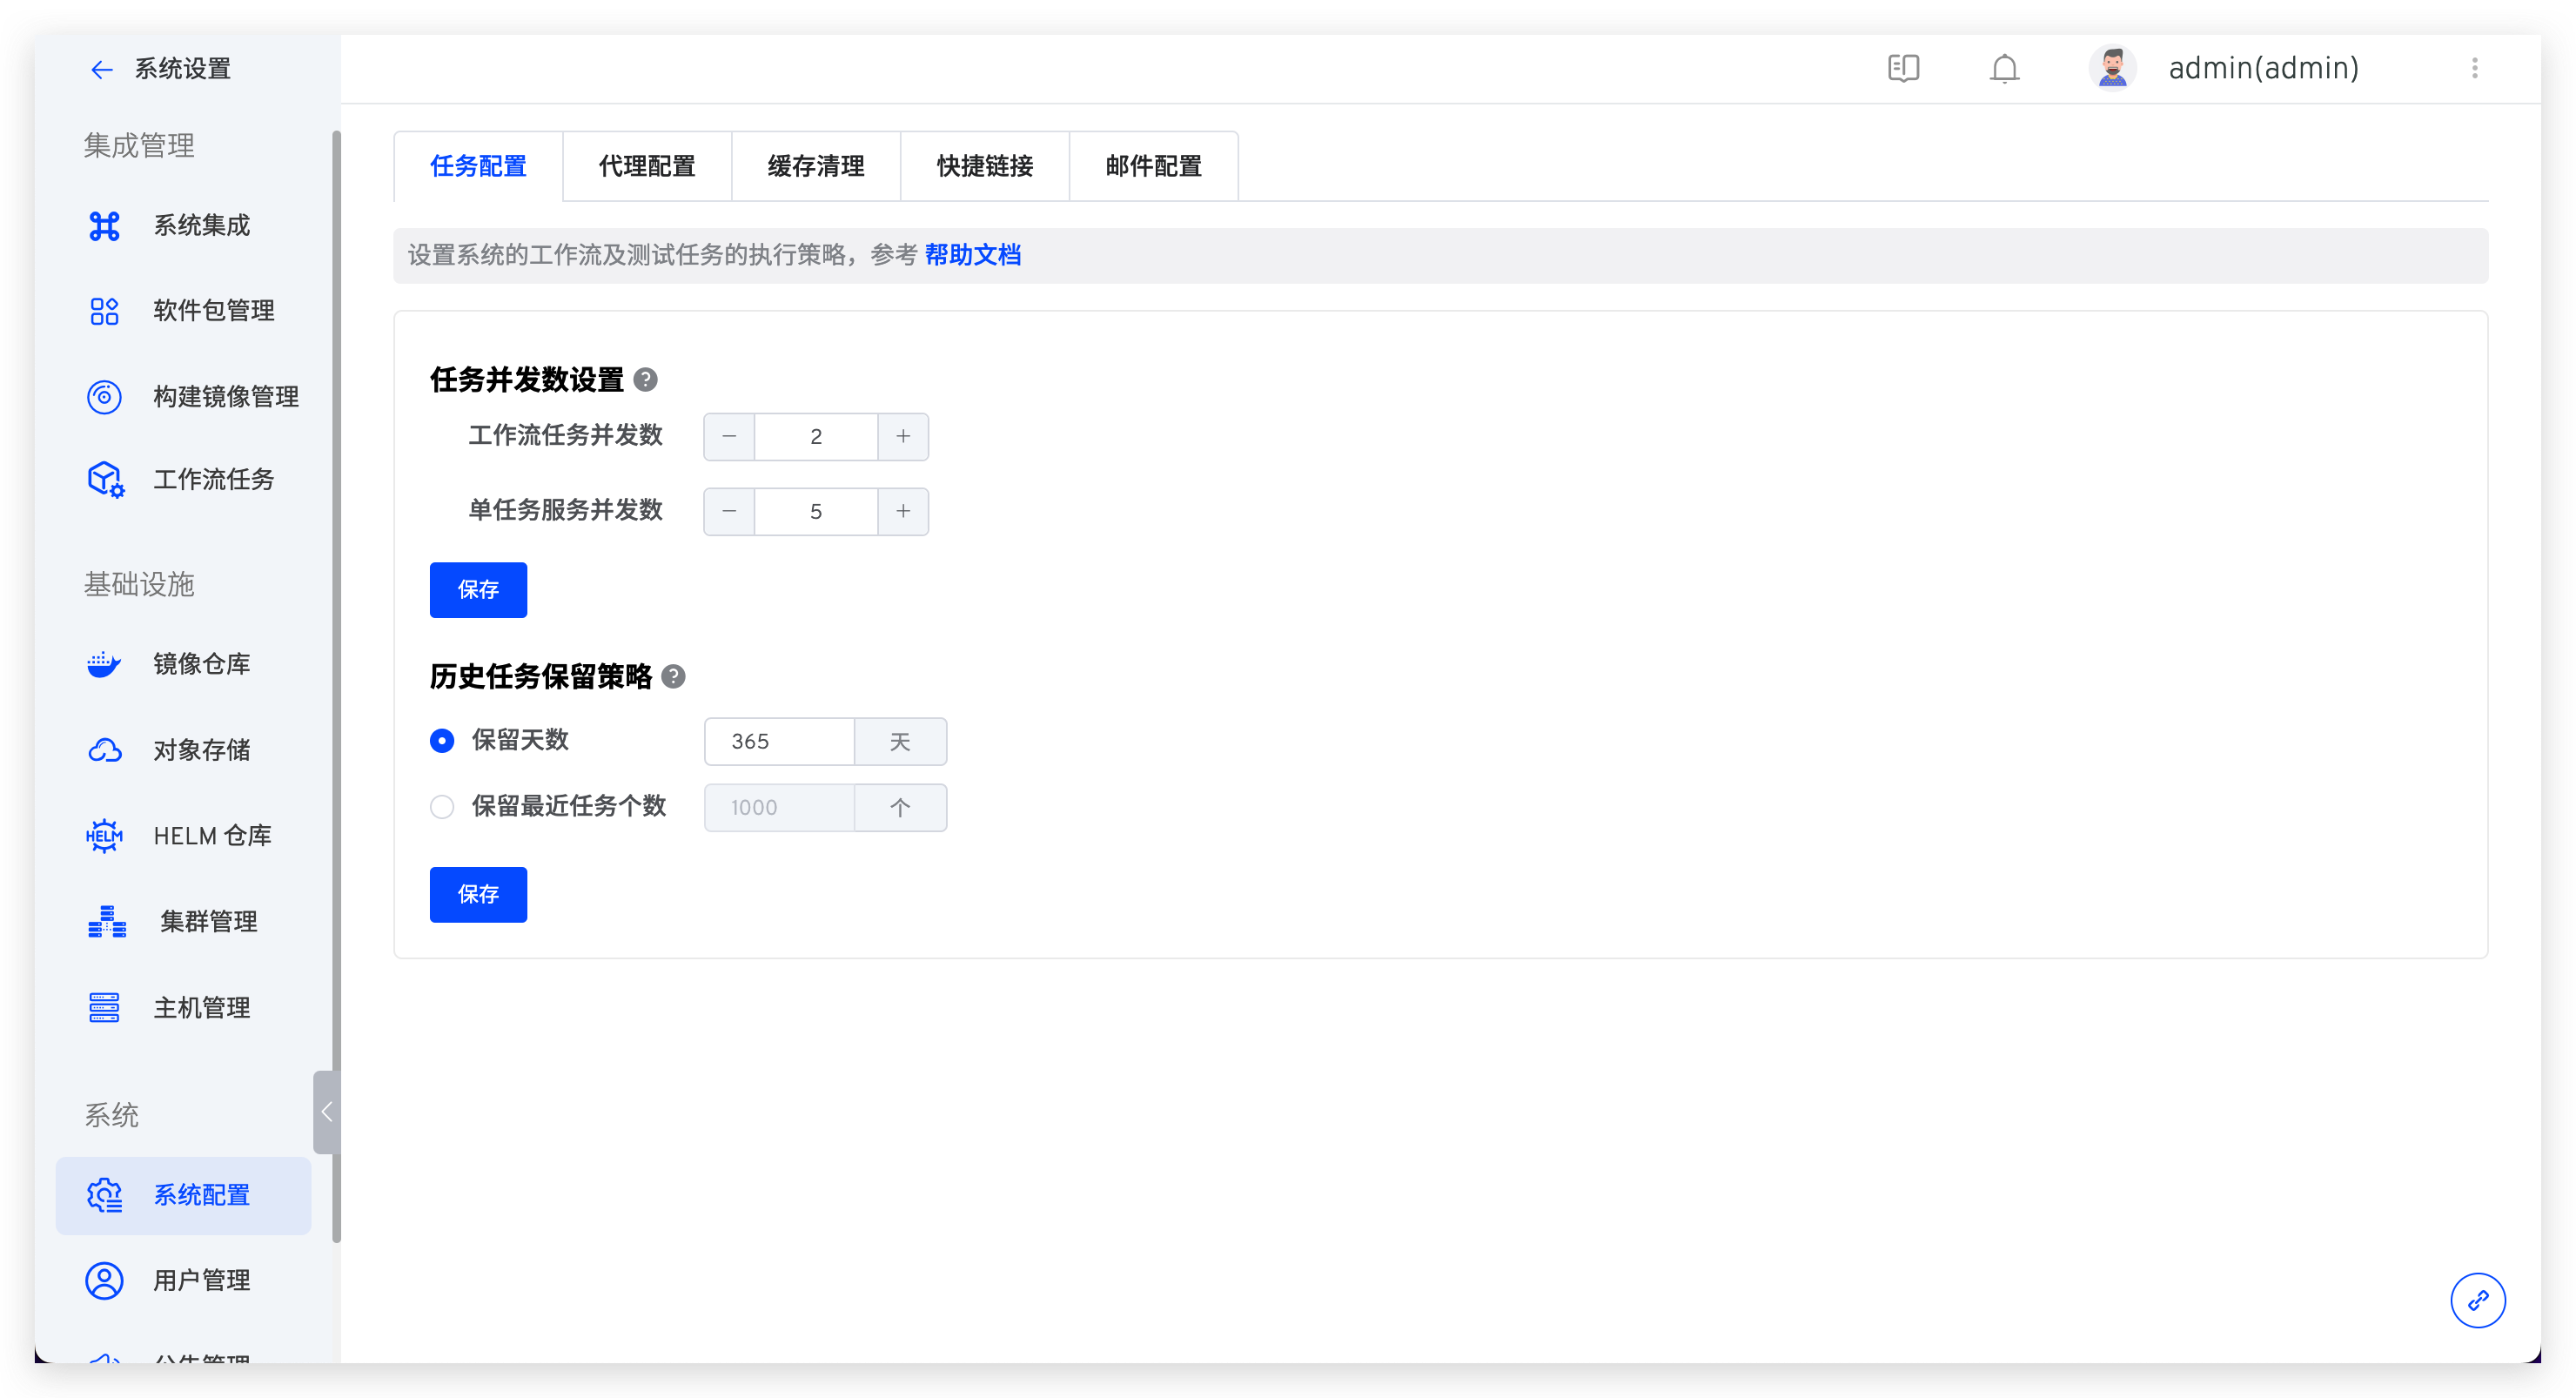 系统设置
admin(admin)
集成管理
系统集成
软件包管理
构建镜像管理
工作流任务
基础设施
镜像仓库
对象存储
HELM
HELM 仓库
集群管理
主机管理
系统
系统配置
用户管理
公告管理
任务配置
代理配置
缓存清理
快捷链接
邮件配置
设置系统的工作流及测试任务的执行策略，参考 帮助文档
任务并发数设置 ?
工作流任务并发数 − 2 +
单任务服务并发数 − 5 +
保存
历史任务保留策略 ?
保留天数 365 天
保留最近任务个数 1000 个
保存